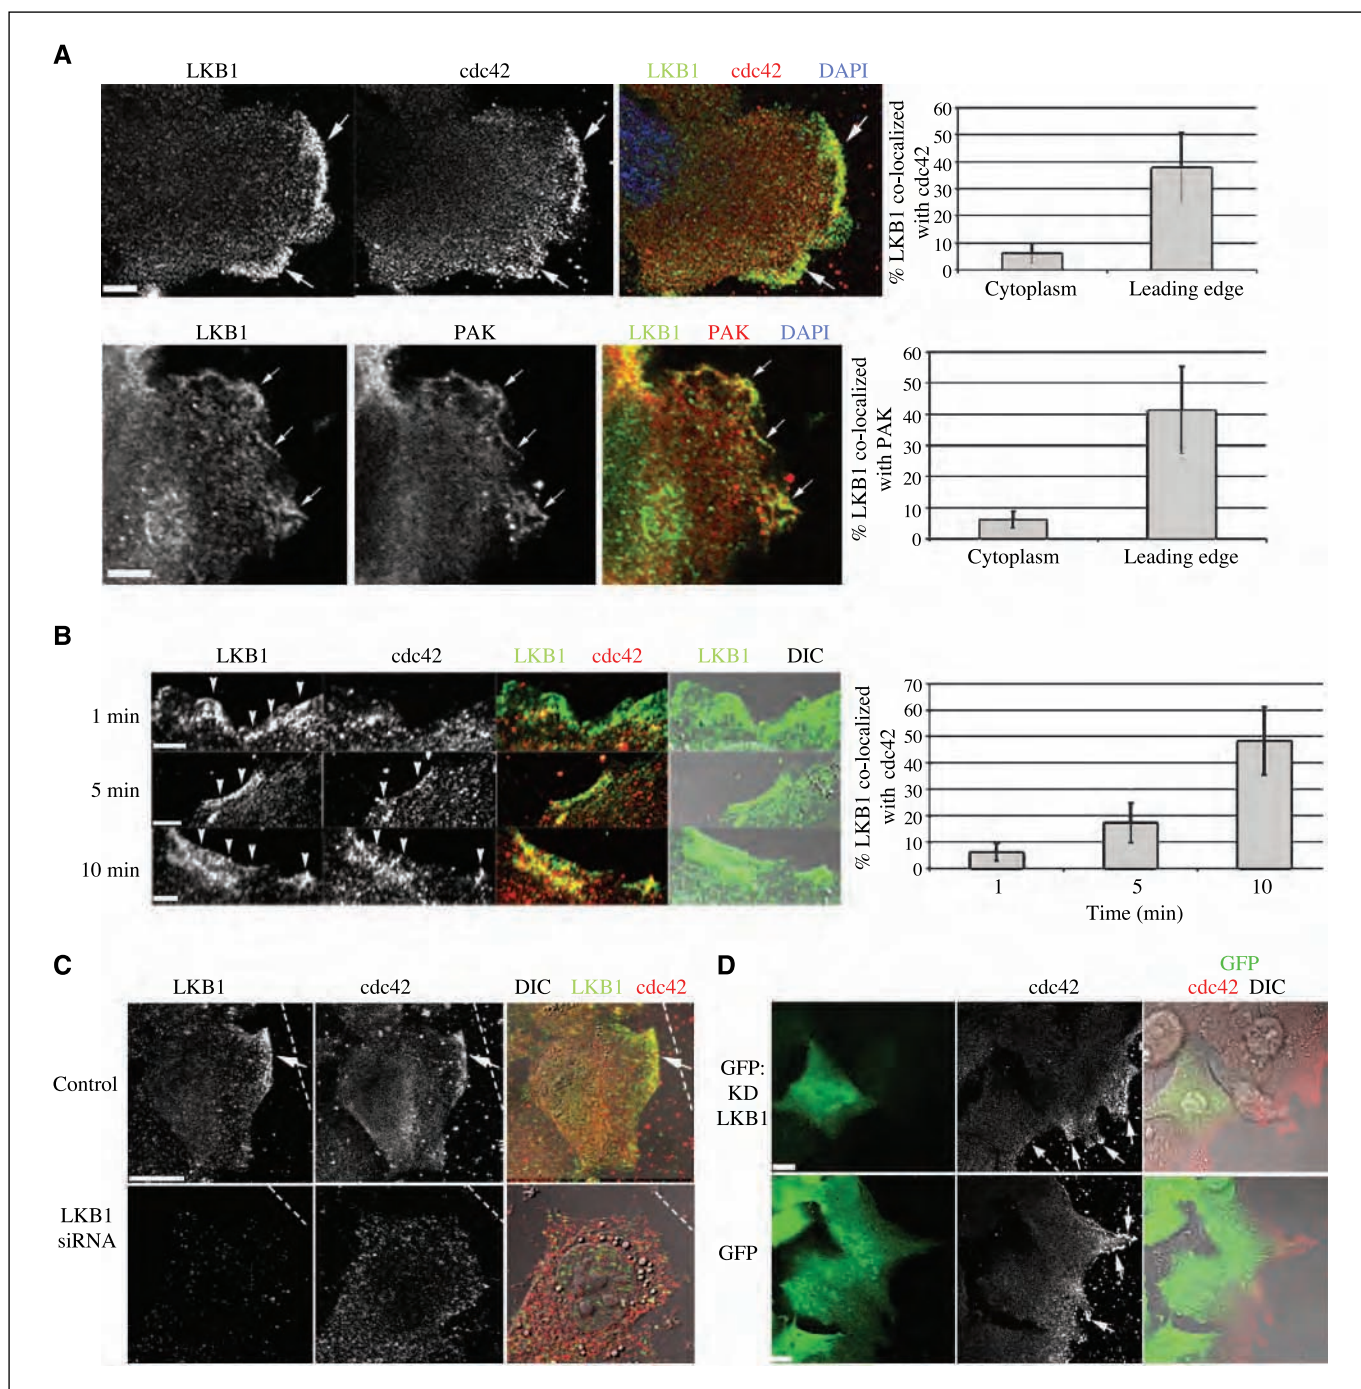 A
LKB1 cdc42 LKB1 cdc42 DAPI
% LKB1 co-localized
with cdc42
60
50
40
30
20
10
0
Cytoplasm Leading edge
LKB1 PAK LKB1 PAK DAPI
% LKB1 co-localized
with PAK
60
50
40
30
20
10
0
Cytoplasm Leading edge
B
LKB1 cdc42 LKB1 cdc42 LKB1 DIC
1 min
5 min
10 min
% LKB1 co-localized
with cdc42
70
60
50
40
30
20
10
0
1 5 10
Time (min)
C
LKB1 cdc42 DIC LKB1 cdc42
Control
LKB1
siRNA
D
GFP
cdc42 cdc42 DIC
GFP:
KD
LKB1
GFP